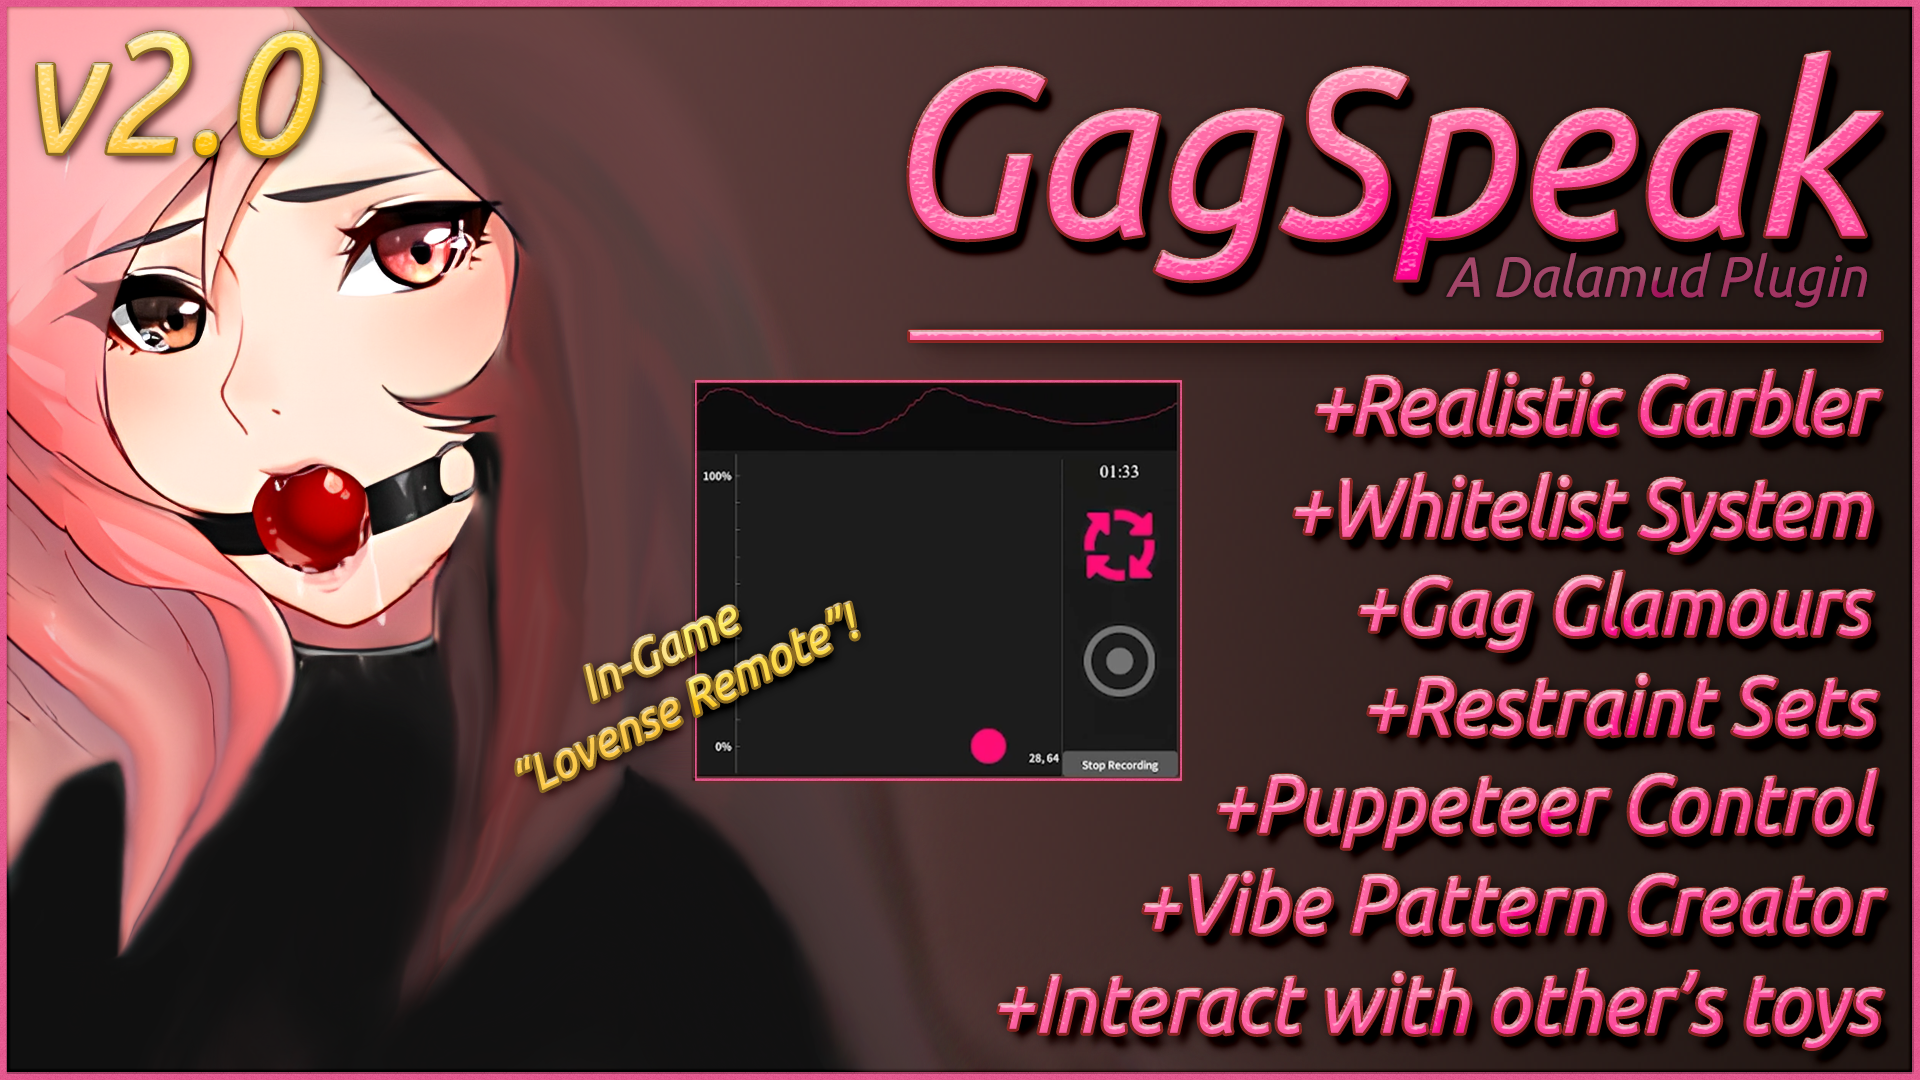 v2.0
GagSpeak
A Dalamud Plugin
+Realistic Garbler
+Whitelist System
+Gag Glamours
+Restraint Sets
+Puppeteer Control
+Vibe Pattern Creator
+Interact with other's toys
In-Game
"Lovense Remote"!
100%
01:33
0%
28,64
Stop Recording